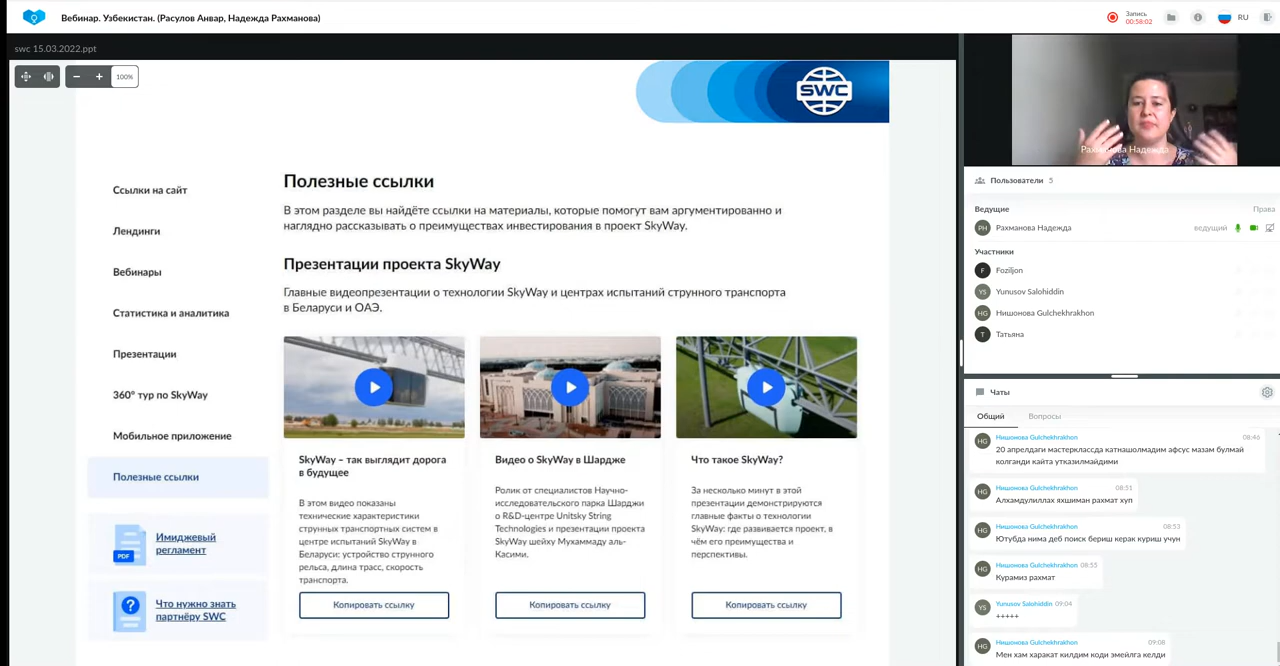 Вебинар. Узбекистан. (Расулов Анвар, Надежда Рахманова)
Запись
00:58:02
RU
swc 15.03.2022.ppt
100%
SWC
Ссылки на сайт
Лендинги
Вебинары
Статистика и аналитика
Презентации
360° тур по SkyWay
Мобильное приложение
Полезные ссылки
PDF
Имиджевый
регламент
?
Что нужно знать
партнёру SWC
Полезные ссылки
В этом разделе вы найдёте ссылки на материалы, которые помогут вам аргументированно и
наглядно рассказывать о преимуществах инвестирования в проект SkyWay.
Презентации проекта SkyWay
Главные видеопрезентации о технологии SkyWay и центрах испытаний струнного транспорта
в Беларуси и ОАЭ.
SkyWay – так выглядит дорога
в будущее
В этом видео показаны
технические характеристики
струнных транспортных систем в
центре испытаний SkyWay в
Беларуси: устройство струнного
рельса, длина трасс, скорость
транспорта.
Копировать ссылку
Видео о SkyWay в Шардже
Ролик от специалистов Научно-
исследовательского парка Шарджи
о R&D-центре Unitsky String
Technologies и презентации проекта
SkyWay шейху Мухаммаду аль-
Касими.
Копировать ссылку
Что такое SkyWay?
За несколько минут в этой
презентации демонстрируются
главные факты о технологии
SkyWay: где развивается проект, в
чём его преимущества и
перспективы.
Копировать ссылку
Рахманова Надежда
Пользователи 5
Ведущие Права
РН Рахманова Надежда ведущий
Участники
F Foziljon
YS Yunusov Salohiddin
НG Нишонова Gulchekhrakhon
Т Татьяна
Чаты
Общий Вопросы
НG Нишонова Gulchekhrakhon 08:46
20 апрелдаги мастерклассда катнашолмадим афсус мазам булмай
колганди кайта утказилмайдими
НG Нишонова Gulchekhrakhon 08:51
Алхамдулиллах яхшиман рахмат хуп
НG Нишонова Gulchekhrakhon 08:53
Ютубда нима деб поиск бериш керак куриш учун
НG Нишонова Gulchekhrakhon 08:55
Курамиз рахмат
YS Yunusov Salohiddin 09:04
+++++
НG Нишонова Gulchekhrakhon 09:08
Мен хам харакат килдим коди эмейлга келди